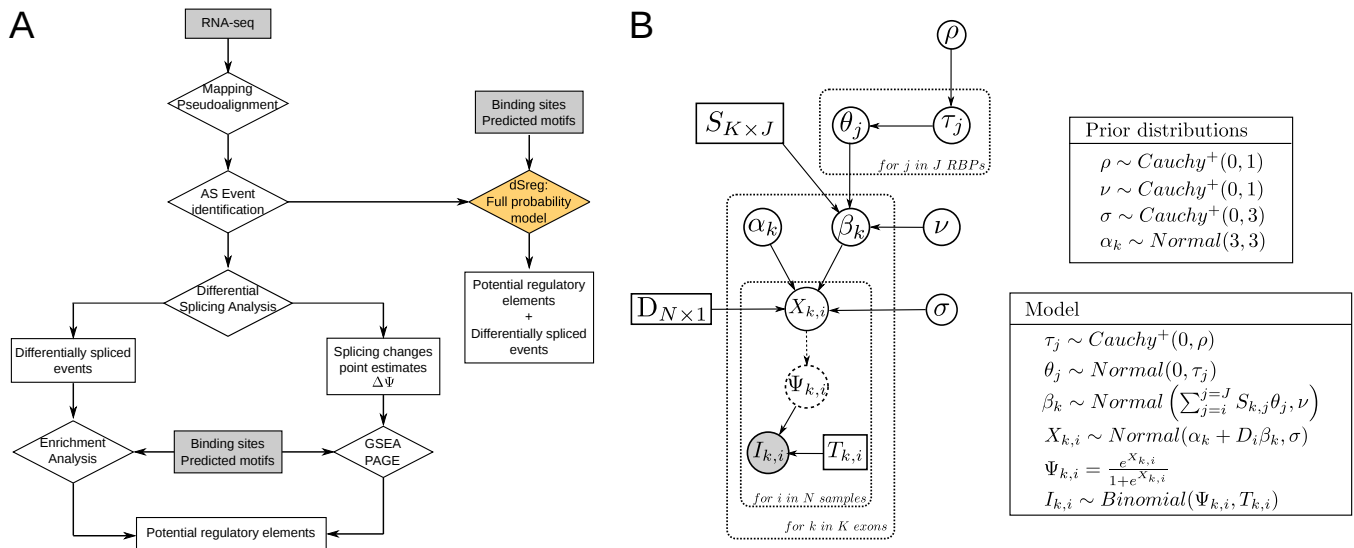 A
RNA-seq
Mapping
Pseudoalignment
AS Event
identification
Binding sites
Predicted motifs
dSreg:
Full probability
model
Potential regulatory
elements
+
Differentially spliced
events
Differential
Splicing Analysis
Differentially spliced
events
Splicing changes
point estimates
ΔΨ
Enrichment
Analysis
Binding sites
Predicted motifs
GSEA
PAGE
Potential regulatory elements
B
ρ
S_{K×J}
θ_j
τ_j
for j in J RBPs
α_k
β_k
ν
D_{N×1}
X_{k,i}
σ
Ψ_{k,i}
I_{k,i}
T_{k,i}
for i in N samples
for k in K exons
Prior distributions
ρ ∼ Cauchy⁺(0, 1)
ν ∼ Cauchy⁺(0, 1)
σ ∼ Cauchy⁺(0, 3)
α_k ∼ Normal(3, 3)
Model
τ_j ∼ Cauchy⁺(0, ρ)
θ_j ∼ Normal(0, τ_j)
β_k ∼ Normal(∑_{j=i}^{j=J} S_{k,j}θ_j, ν)
X_{k,i} ∼ Normal(α_k + D_iβ_k, σ)
Ψ_{k,i} = e^{X_{k,i}} / (1+e^{X_{k,i}})
I_{k,i} ∼ Binomial(Ψ_{k,i}, T_{k,i})